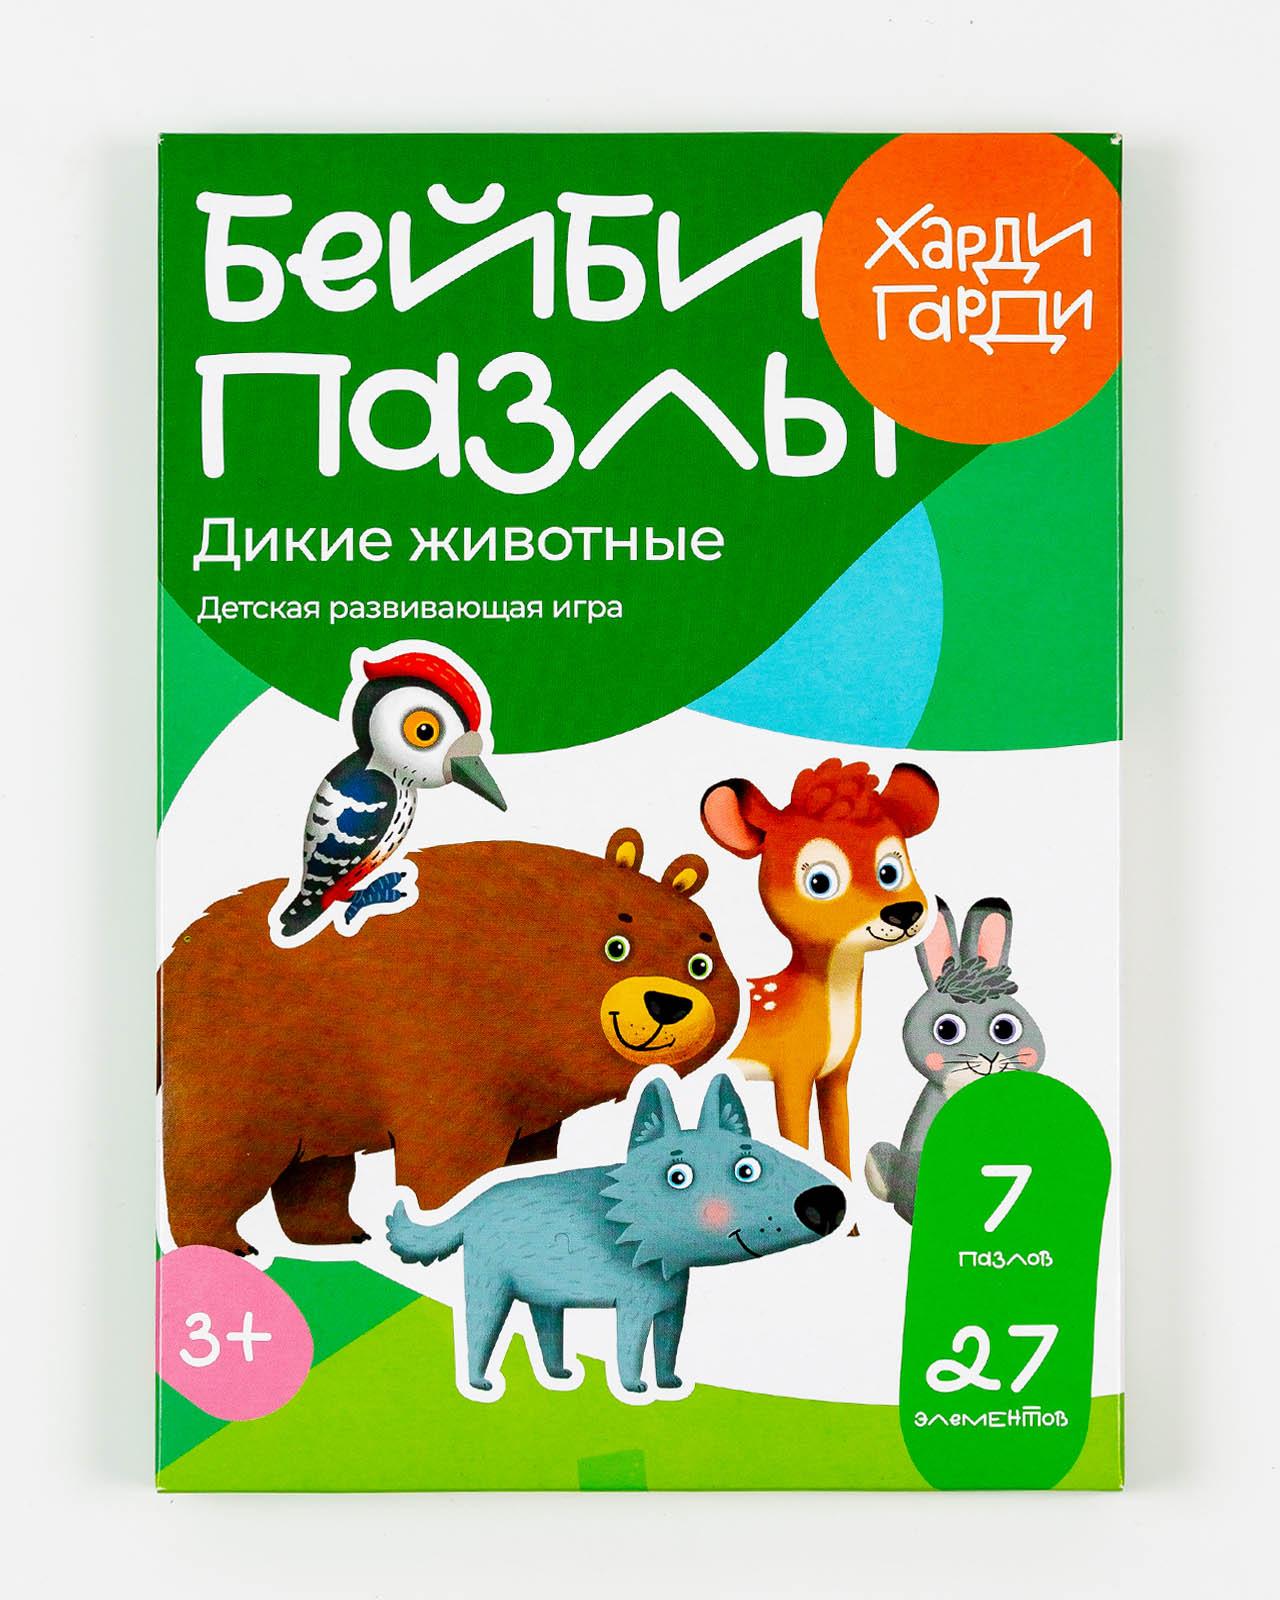 Бейби
пазлы
Харди
Гарди
Дикие животные
Детская развивающая игра
7
пазлов
27
элементов
3+